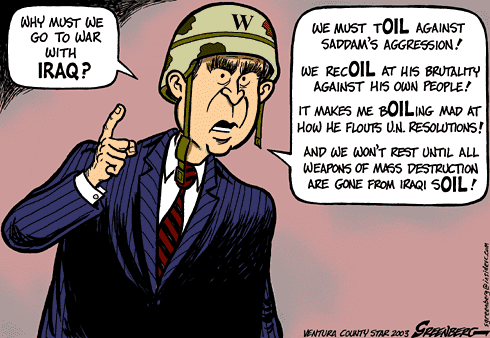 WHY MUST WE
GO TO WAR
WITH
IRAQ?
W
WE MUST TOIL AGAINST
SADDAM'S AGGRESSION!
WE RECOIL AT HIS BRUTALITY
AGAINST HIS OWN PEOPLE!
IT MAKES ME BOILING MAD AT
HOW HE FLOUTS U.N. RESOLUTIONS!
AND WE WON'T REST UNTIL ALL
WEAPONS OF MASS DESTRUCTION
ARE GONE FROM IRAQI SOIL!
VENTURA COUNTY STAR 2003 GREENBERG